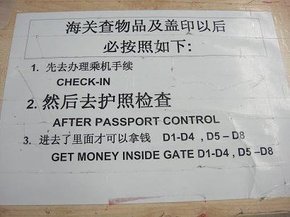 海关查物品及盖印以后
必按照如下:
1. 先去办理乘机手续
CHECK-IN
2. 然后去护照检查
AFTER PASSPORT CONTROL
3. 进去了里面才可以拿钱 D1-D4 , D5 – D8
GET MONEY INSIDE GATE D1-D4 , D5 –D8